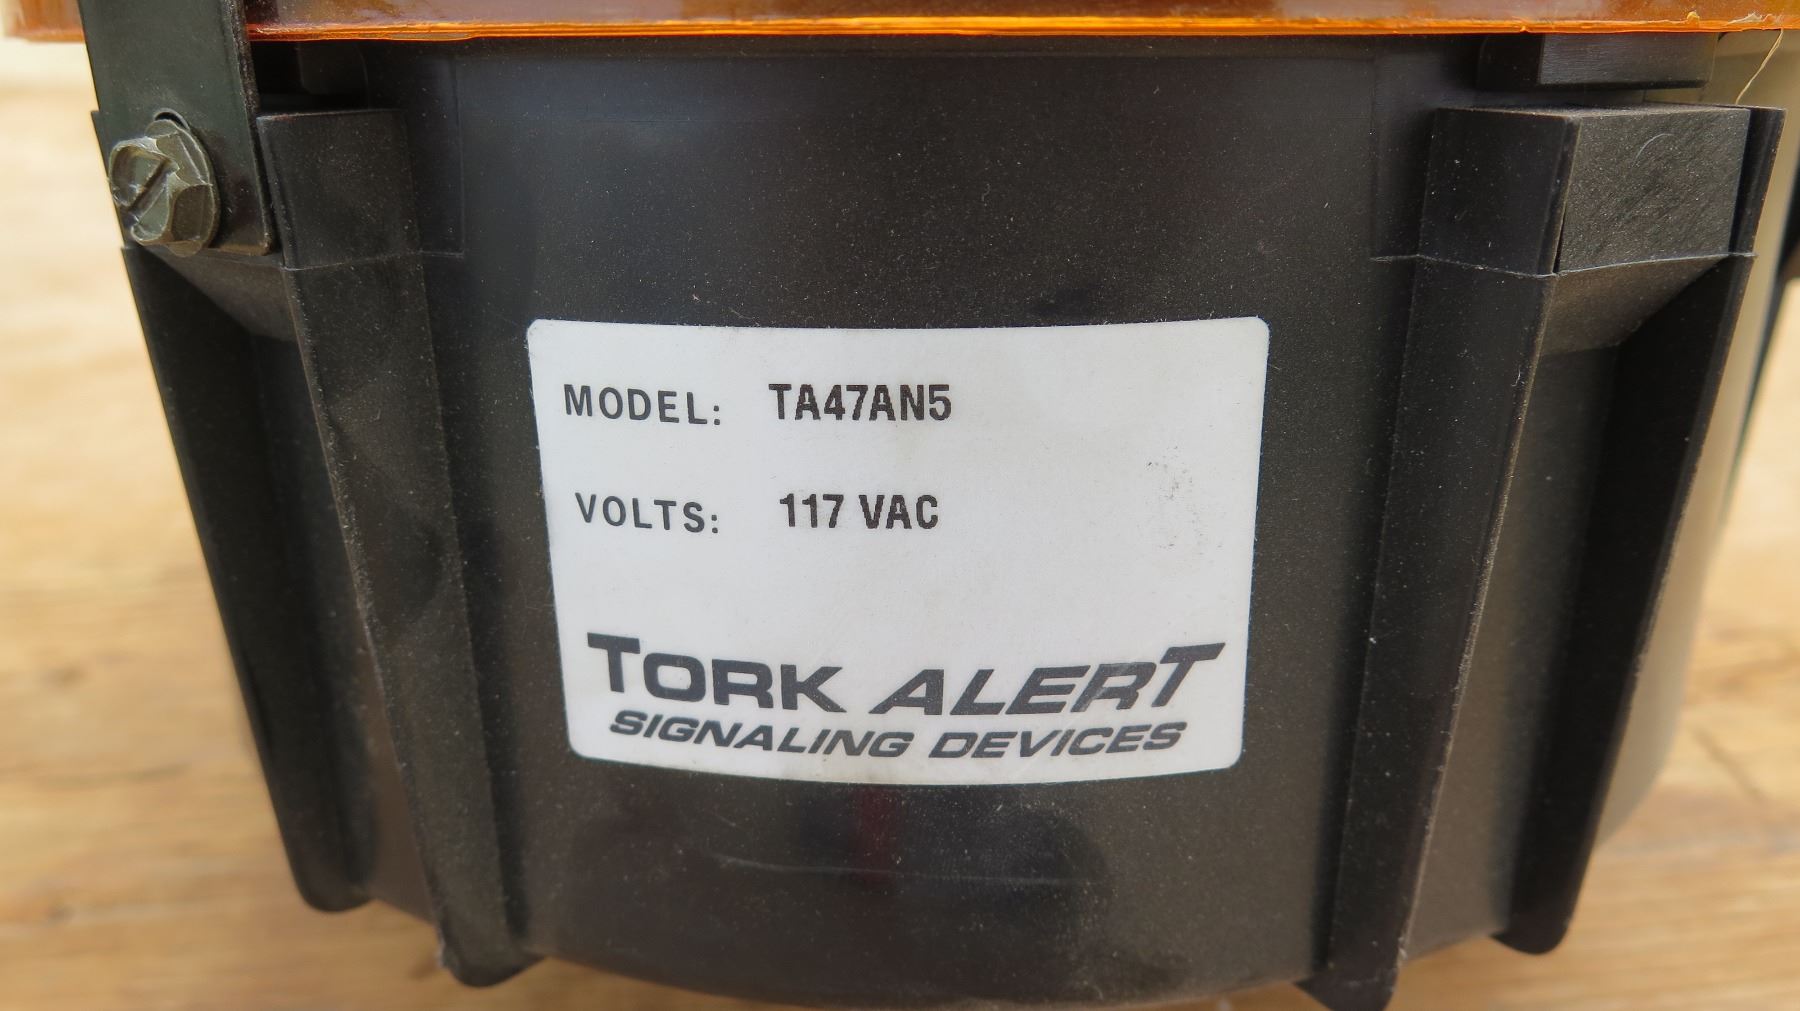 MODEL: TA47AN5
VOLTS: 117 VAC
TORK ALERT
SIGNALING DEVICES